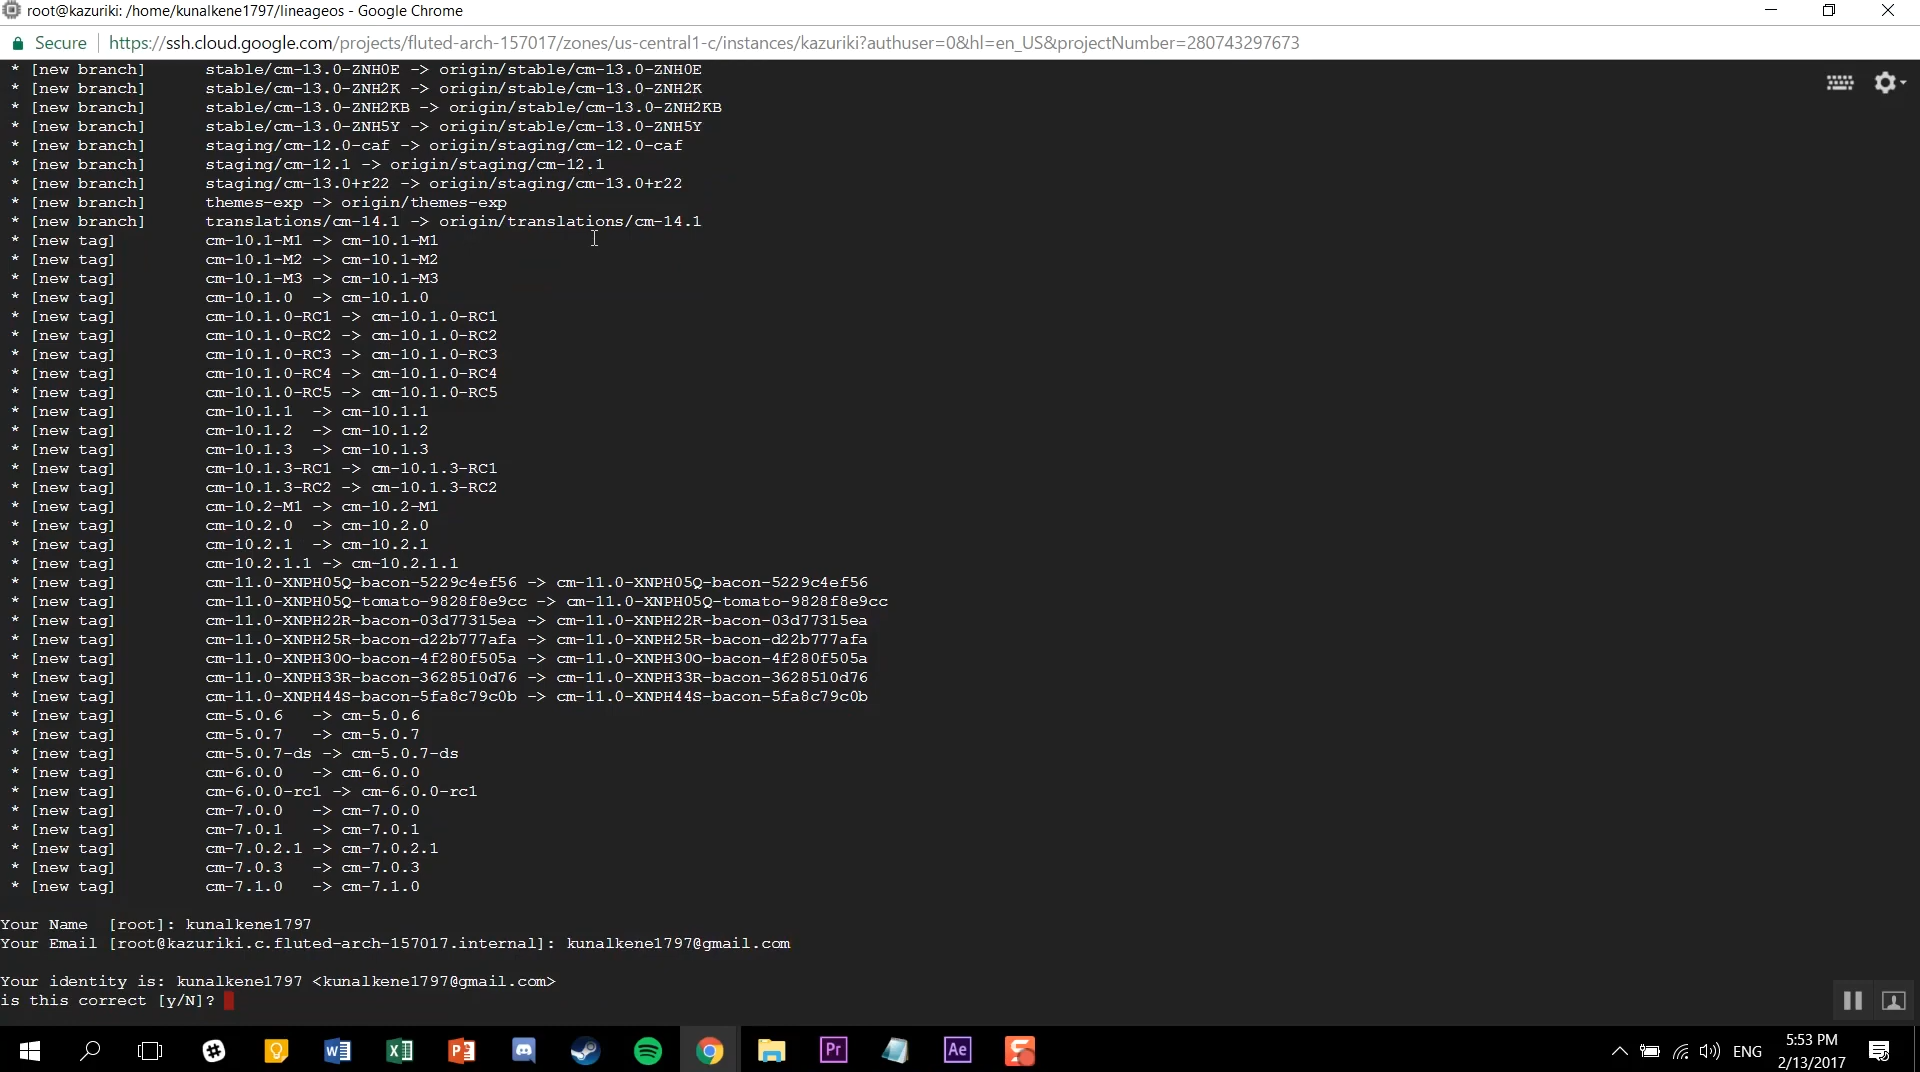 root@kazuriki: /home/kunalkene1797/lineageos - Google Chrome
Secure | https://ssh.cloud.google.com/projects/fluted-arch-157017/zones/us-central1-c/instances/kazuriki?authuser=0&hl=en_US&projectNumber=280743297673
* [new branch] stable/cm-13.0-ZNH0E -> origin/stable/cm-13.0-ZNH0E
* [new branch] stable/cm-13.0-ZNH2K -> origin/stable/cm-13.0-ZNH2K
* [new branch] stable/cm-13.0-ZNH2KB -> origin/stable/cm-13.0-ZNH2KB
* [new branch] stable/cm-13.0-ZNH5Y -> origin/stable/cm-13.0-ZNH5Y
* [new branch] staging/cm-12.0-caf -> origin/staging/cm-12.0-caf
* [new branch] staging/cm-12.1 -> origin/staging/cm-12.1
* [new branch] staging/cm-13.0+r22 -> origin/staging/cm-13.0+r22
* [new branch] themes-exp -> origin/themes-exp
* [new branch] translations/cm-14.1 -> origin/translations/cm-14.1
* [new tag] cm-10.1-M1 -> cm-10.1-M1
* [new tag] cm-10.1-M2 -> cm-10.1-M2
* [new tag] cm-10.1-M3 -> cm-10.1-M3
* [new tag] cm-10.1.0 -> cm-10.1.0
* [new tag] cm-10.1.0-RC1 -> cm-10.1.0-RC1
* [new tag] cm-10.1.0-RC2 -> cm-10.1.0-RC2
* [new tag] cm-10.1.0-RC3 -> cm-10.1.0-RC3
* [new tag] cm-10.1.0-RC4 -> cm-10.1.0-RC4
* [new tag] cm-10.1.0-RC5 -> cm-10.1.0-RC5
* [new tag] cm-10.1.1 -> cm-10.1.1
* [new tag] cm-10.1.2 -> cm-10.1.2
* [new tag] cm-10.1.3 -> cm-10.1.3
* [new tag] cm-10.1.3-RC1 -> cm-10.1.3-RC1
* [new tag] cm-10.1.3-RC2 -> cm-10.1.3-RC2
* [new tag] cm-10.2-M1 -> cm-10.2-M1
* [new tag] cm-10.2.0 -> cm-10.2.0
* [new tag] cm-10.2.1 -> cm-10.2.1
* [new tag] cm-10.2.1.1 -> cm-10.2.1.1
* [new tag] cm-11.0-XNPH05Q-bacon-5229c4ef56 -> cm-11.0-XNPH05Q-bacon-5229c4ef56
* [new tag] cm-11.0-XNPH05Q-tomato-9828f8e9cc -> cm-11.0-XNPH05Q-tomato-9828f8e9cc
* [new tag] cm-11.0-XNPH22R-bacon-03d77315ea -> cm-11.0-XNPH22R-bacon-03d77315ea
* [new tag] cm-11.0-XNPH25R-bacon-d22b777afa -> cm-11.0-XNPH25R-bacon-d22b777afa
* [new tag] cm-11.0-XNPH30O-bacon-4f280f505a -> cm-11.0-XNPH30O-bacon-4f280f505a
* [new tag] cm-11.0-XNPH33R-bacon-3628510d76 -> cm-11.0-XNPH33R-bacon-3628510d76
* [new tag] cm-11.0-XNPH44S-bacon-5fa8c79c0b -> cm-11.0-XNPH44S-bacon-5fa8c79c0b
* [new tag] cm-5.0.6 -> cm-5.0.6
* [new tag] cm-5.0.7 -> cm-5.0.7
* [new tag] cm-5.0.7-ds -> cm-5.0.7-ds
* [new tag] cm-6.0.0 -> cm-6.0.0
* [new tag] cm-6.0.0-rc1 -> cm-6.0.0-rc1
* [new tag] cm-7.0.0 -> cm-7.0.0
* [new tag] cm-7.0.1 -> cm-7.0.1
* [new tag] cm-7.0.2.1 -> cm-7.0.2.1
* [new tag] cm-7.0.3 -> cm-7.0.3
* [new tag] cm-7.1.0 -> cm-7.1.0
Your Name [root]: kunalkene1797
Your Email [root@kazuriki.c.fluted-arch-157017.internal]: kunalkene1797@gmail.com
Your identity is: kunalkene1797 <kunalkene1797@gmail.com>
is this correct [y/N]?
Pr
Ae
ENG
5:53 PM
2/13/2017